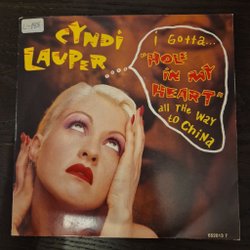 CYNDI
LAUPER
i Gotta...
"HOLE
iN MY
HEART"
all THE WAY
to CHiNA